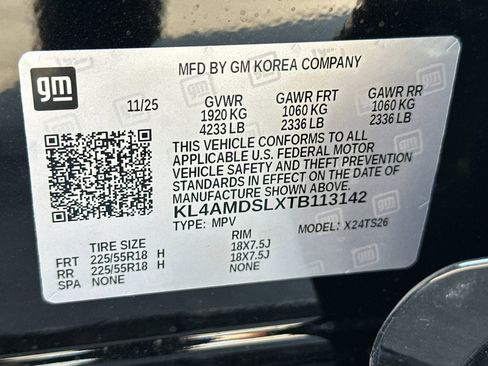 gm
MFD BY GM KOREA COMPANY
11/25 GVWR GAWR FRT GAWR RR
1920 KG 1060 KG 1060 KG
4233 LB 2336 LB 2336 LB
THIS VEHICLE CONFORMS TO ALL
APPLICABLE U.S. FEDERAL MOTOR
VEHICLE SAFETY AND THEFT PREVENTION
STANDARDS IN EFFECT ON THE DATE OF
MANUFACTURE SHOWN ABOVE.
KL4AMDSLXTB113142
TYPE: MPV MODEL: X24TS26
TIRE SIZE RIM
FRT 225/55R18 H 18X7.5J
RR 225/55R18 H 18X7.5J
SPA NONE NONE